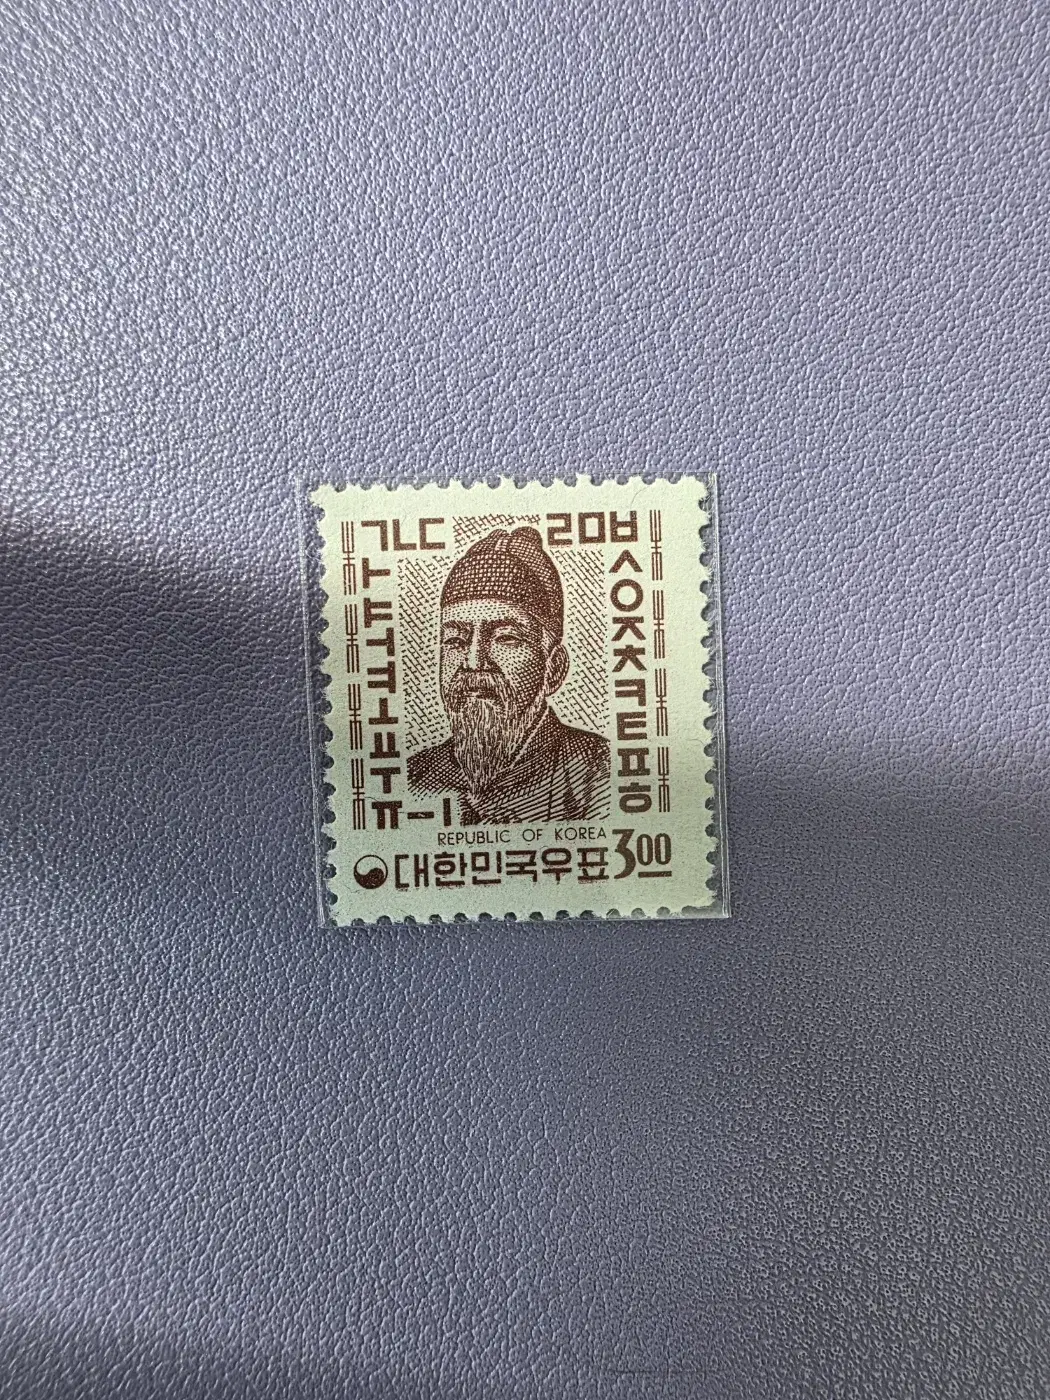 ㄱㄴㄷ ㄹㅁㅂ
ㅅㅇㅈㅊㅋㅌㅍㅎ
ㅏㅑㅓㅕㅗㅛㅜㅠㅡㅣ
REPUBLIC OF KOREA
대한민국우표 3.00